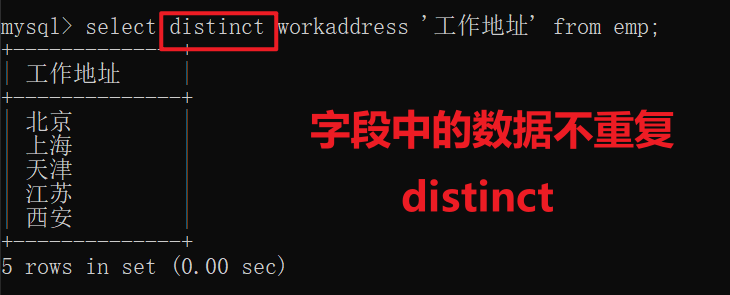 mysql> select distinct workaddress '工作地址' from emp;
+--------------+
| 工作地址 |
+--------------+
| 北京 |
| 上海 |
| 天津 |
| 江苏 |
| 西安 |
+--------------+
5 rows in set (0.00 sec)
字段中的数据不重复
distinct